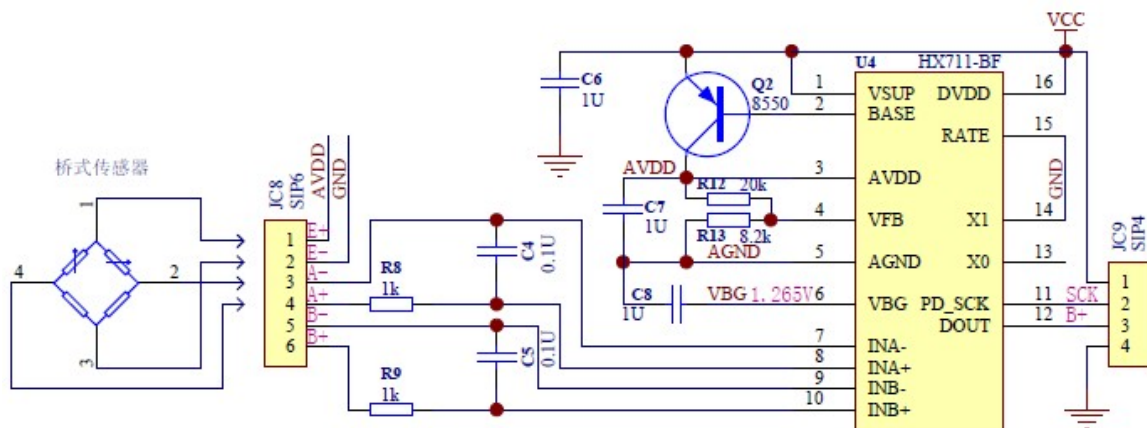 VCC
U4 HX711-BF
C6
1U
Q2
8550
1 VSUP DVDD 16
2 BASE
RATE 15
桥式传感器
AVDD
GND
JC8
SIP6
AVDD
R12 20k
3 AVDD
GND
C7
1U
R13 8.2k
4 VFB X1 14
AGND
5 AGND X0 13
JC9
SIP4
1
2
3
4
1 E+
2 E-
3 A-
4 A+
5 B-
6 B+
R8
1k
C4
0.1U
C8
1U
VBG 1.265V
6 VBG PD_SCK 11 SCK
DOUT 12 B+
1
2
3
4
C5
0.1U
7 INA-
8 INA+
9 INB-
10 INB+
R9
1k